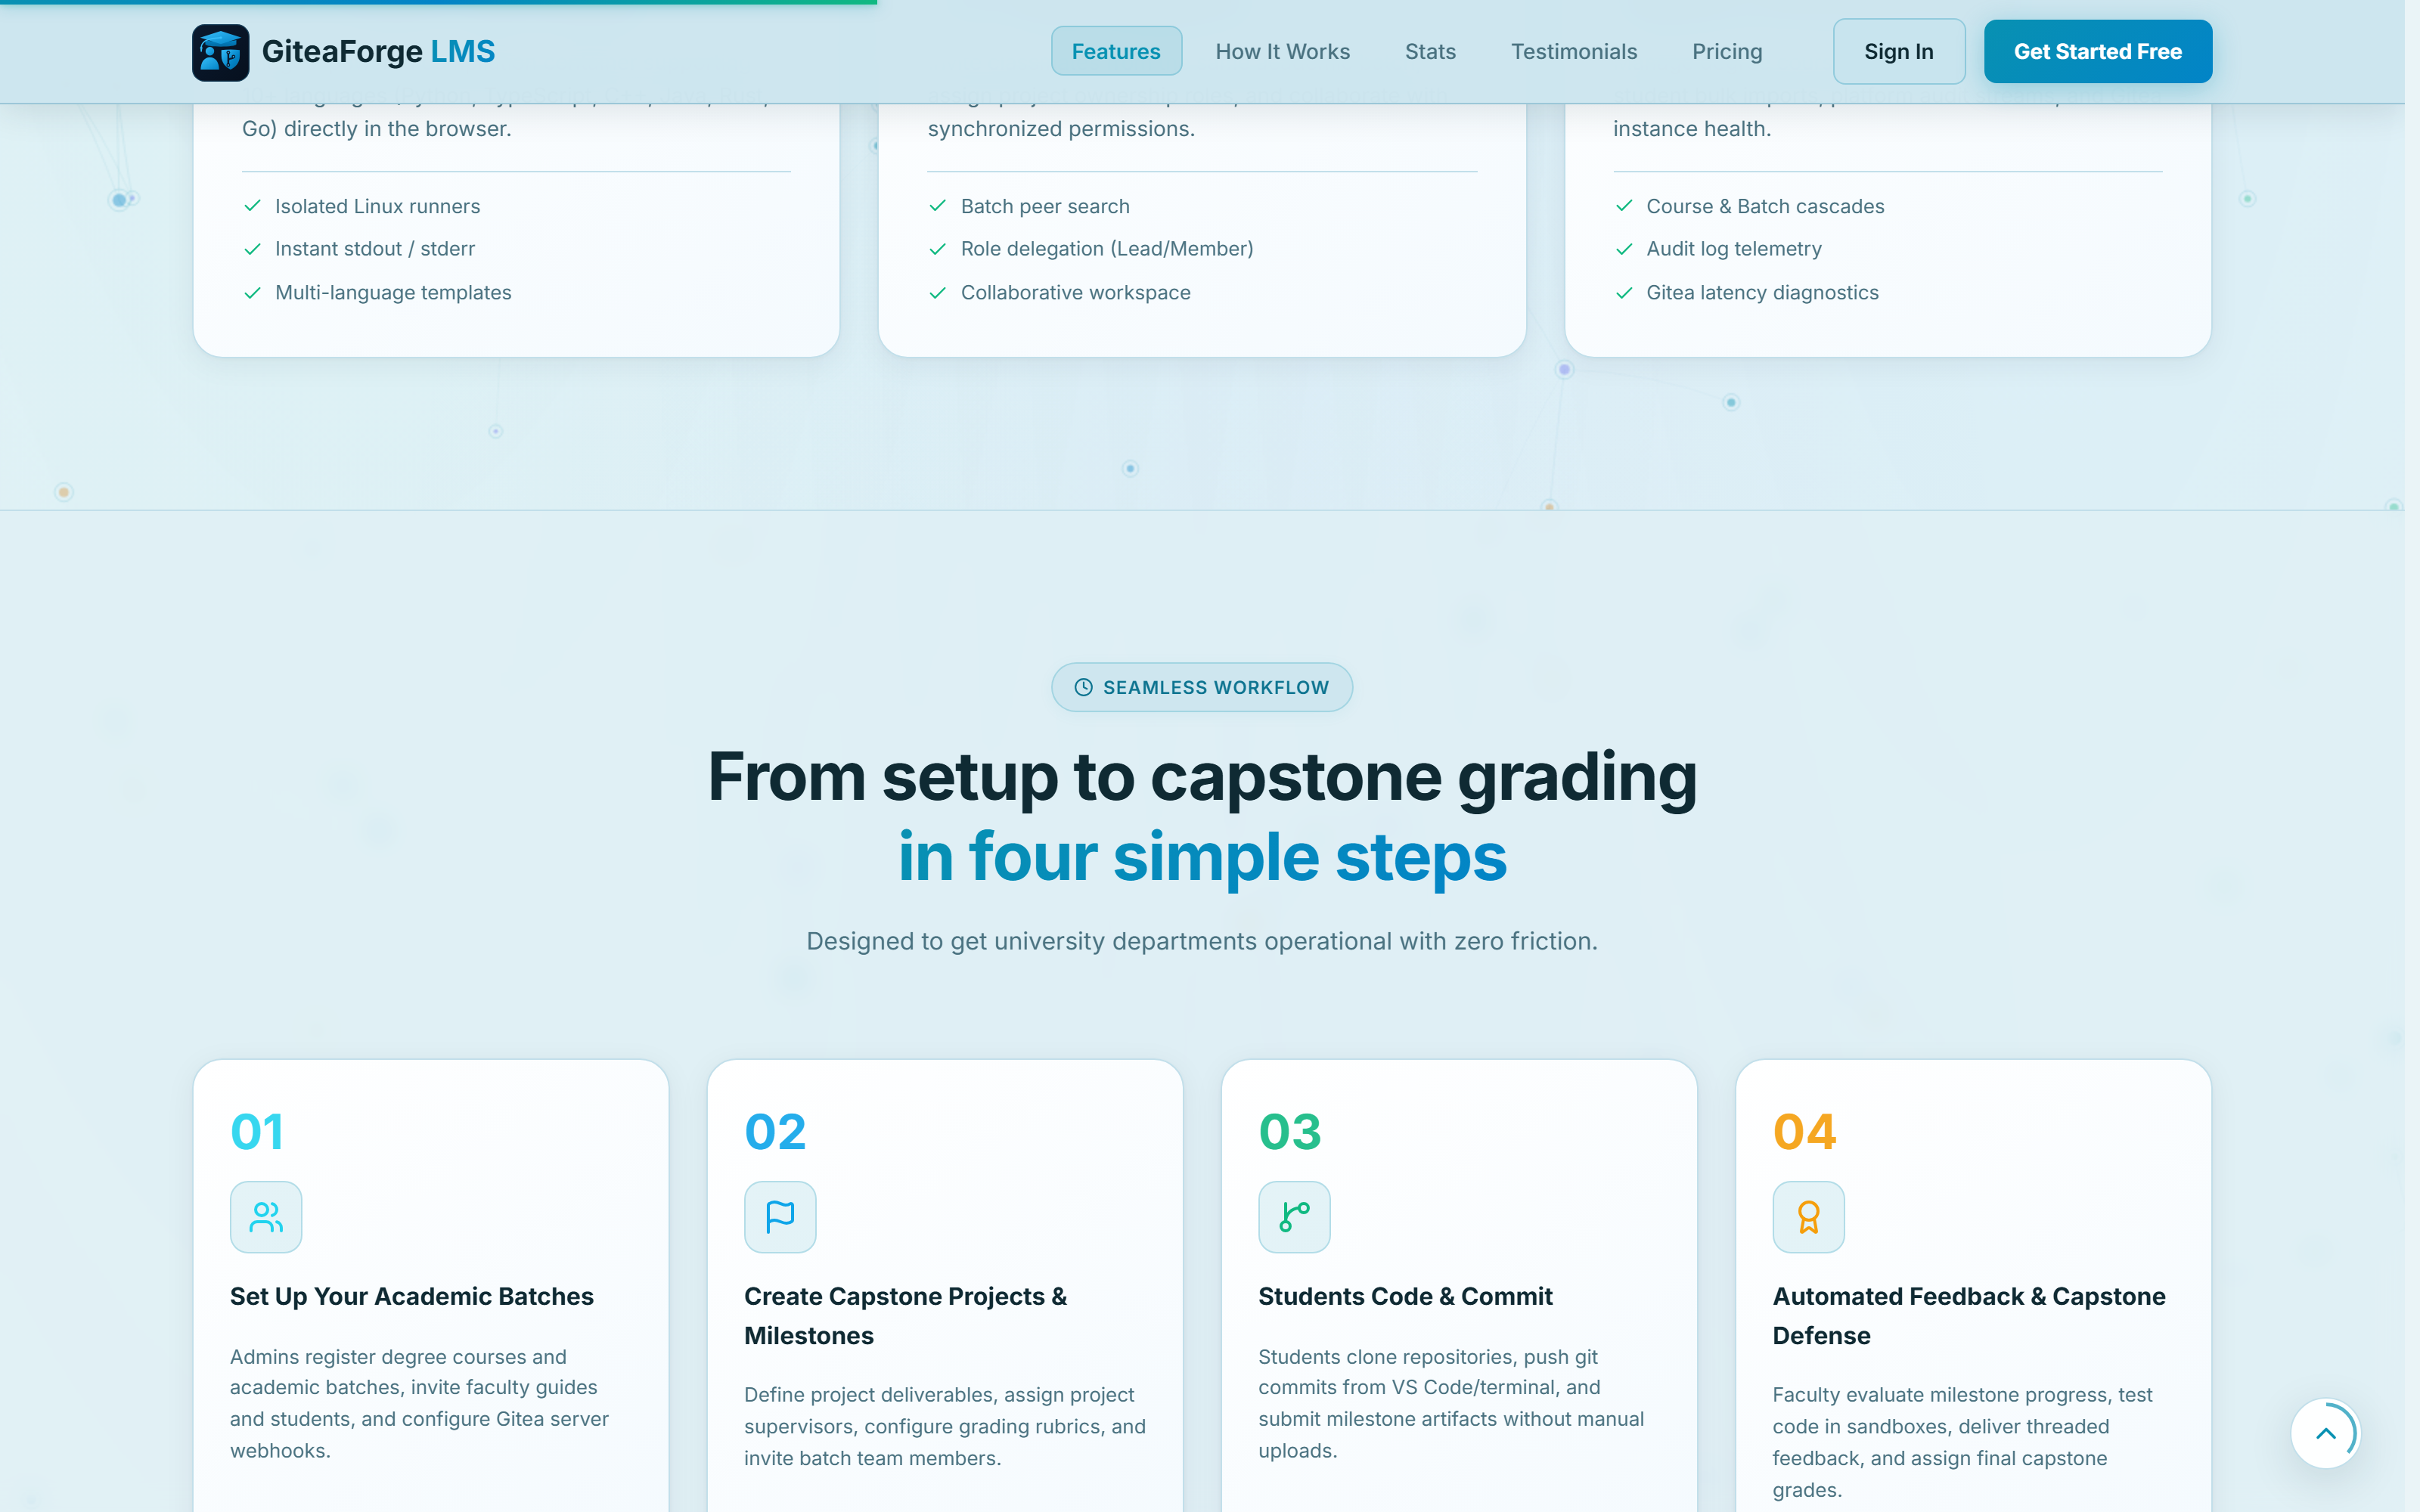 GiteaForge LMS
Features
How It Works
Stats
Testimonials
Pricing
Sign In
Get Started Free
Go) directly in the browser.
Isolated Linux runners
Instant stdout / stderr
Multi-language templates
synchronized permissions.
Batch peer search
Role delegation (Lead/Member)
Collaborative workspace
instance health.
Course & Batch cascades
Audit log telemetry
Gitea latency diagnostics
SEAMLESS WORKFLOW
From setup to capstone grading
in four simple steps
Designed to get university departments operational with zero friction.
01
Set Up Your Academic Batches
Admins register degree courses and
academic batches, invite faculty guides
and students, and configure Gitea server
webhooks.
02
Create Capstone Projects &
Milestones
Define project deliverables, assign project
supervisors, configure grading rubrics, and
invite batch team members.
03
Students Code & Commit
Students clone repositories, push git
commits from VS Code/terminal, and
submit milestone artifacts without manual
uploads.
04
Automated Feedback & Capstone
Defense
Faculty evaluate milestone progress, test
code in sandboxes, deliver threaded
feedback, and assign final capstone
grades.